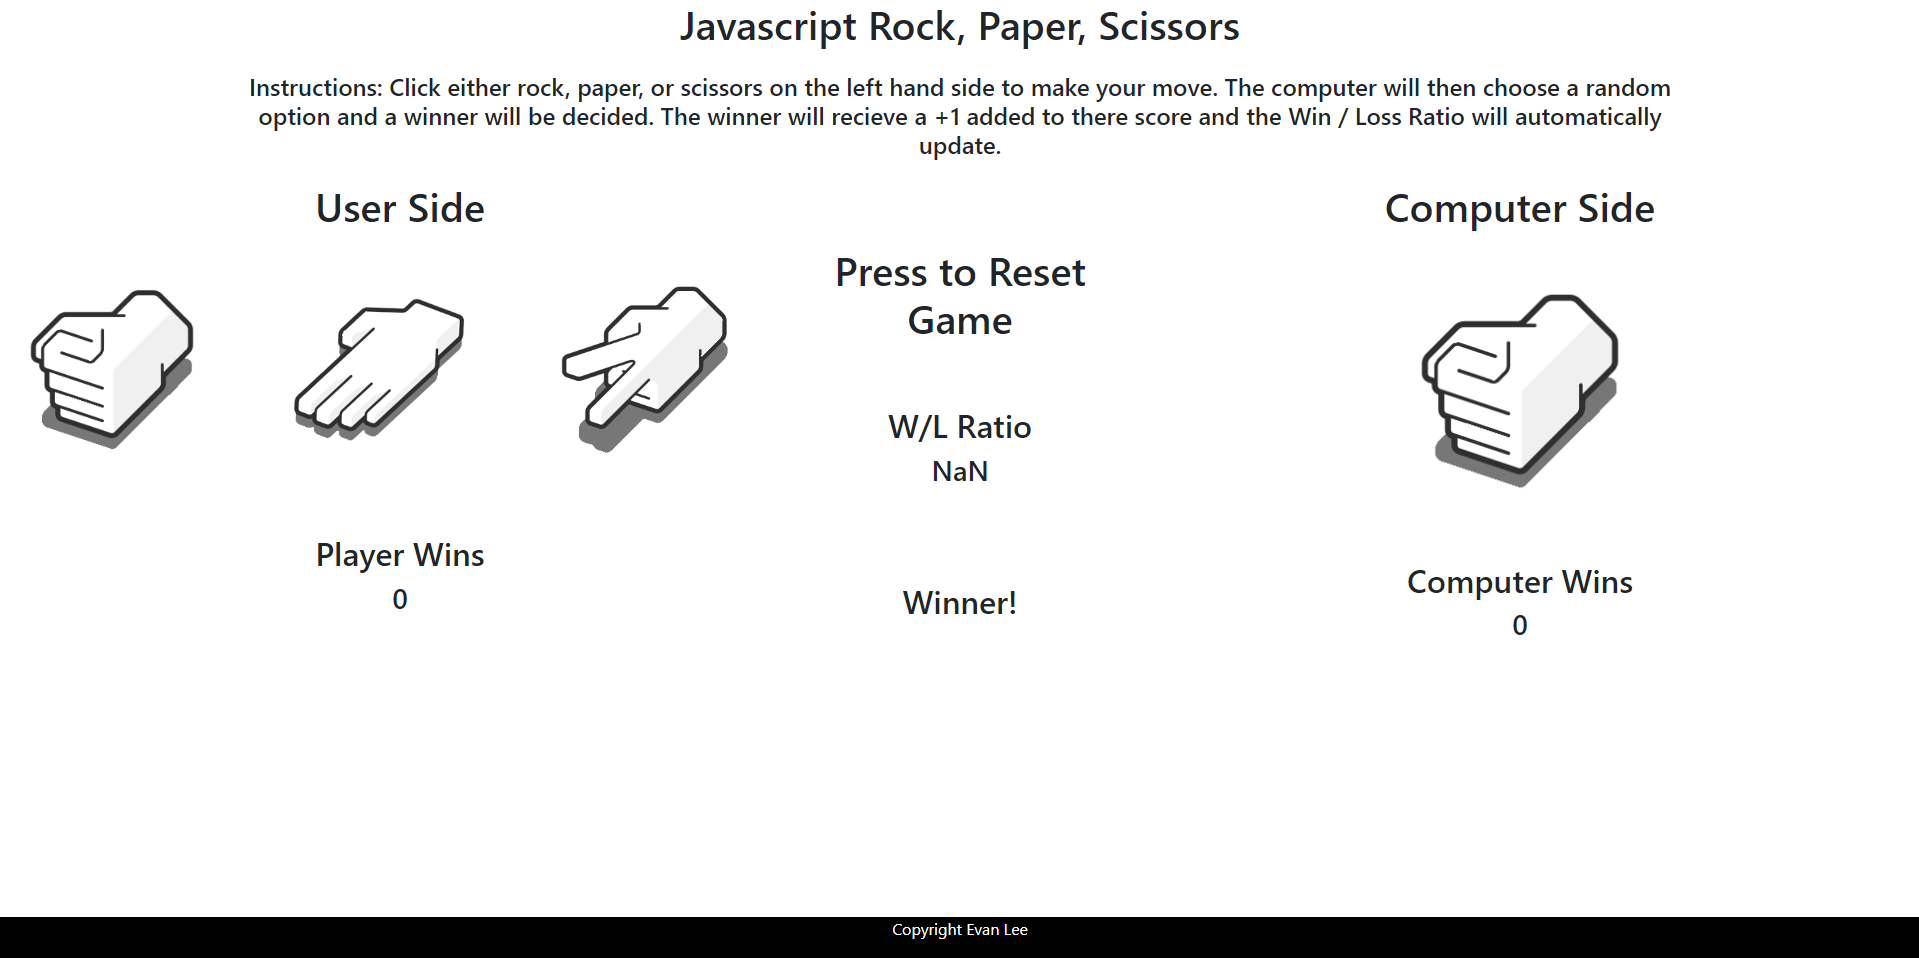 Javascript Rock, Paper, Scissors
Instructions: Click either rock, paper, or scissors on the left hand side to make your move. The computer will then choose a random
option and a winner will be decided. The winner will recieve a +1 added to there score and the Win / Loss Ratio will automatically
update.
User Side
Press to Reset
Game
W/L Ratio
NaN
Player Wins
0
Winner!
Computer Side
Computer Wins
0
Copyright Evan Lee